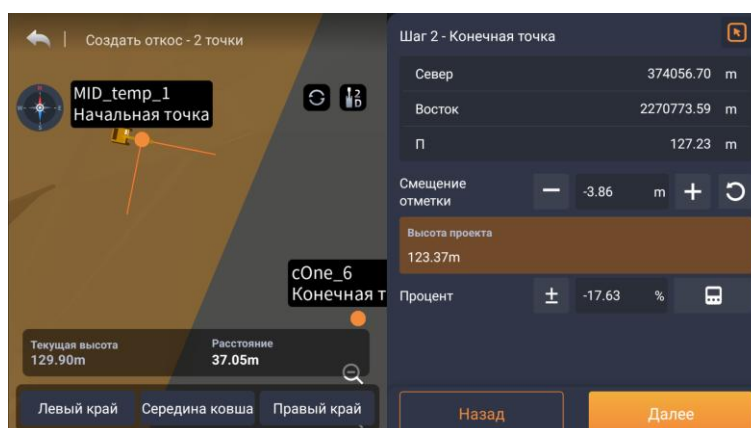 Создать откос - 2 точки
MID_temp_1
Начальная точка
2
D
cOne_6
Конечная т
Текущая высота
129.90m
Расстояние
37.05m
Левый край
Середина ковша
Правый край
Шаг 2 - Конечная точка
Север 374056.70 m
Восток 2270773.59 m
П 127.23 m
Смещение
отметки
-3.86 m
Высота проекта
123.37m
Процент ± -17.63 %
Назад
Далее